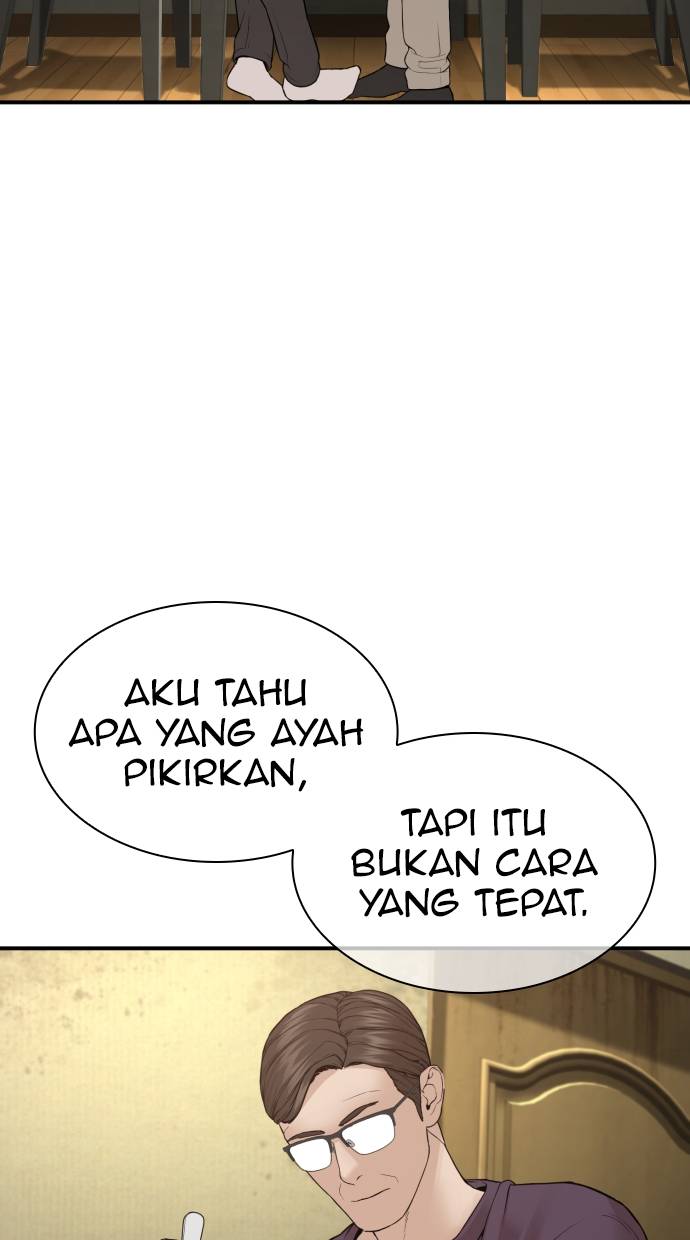 AKU TAHU
APA YANG AYAH
PIKIRKAN,
TAPI ITU
BUKAN CARA
YANG TEPAT.